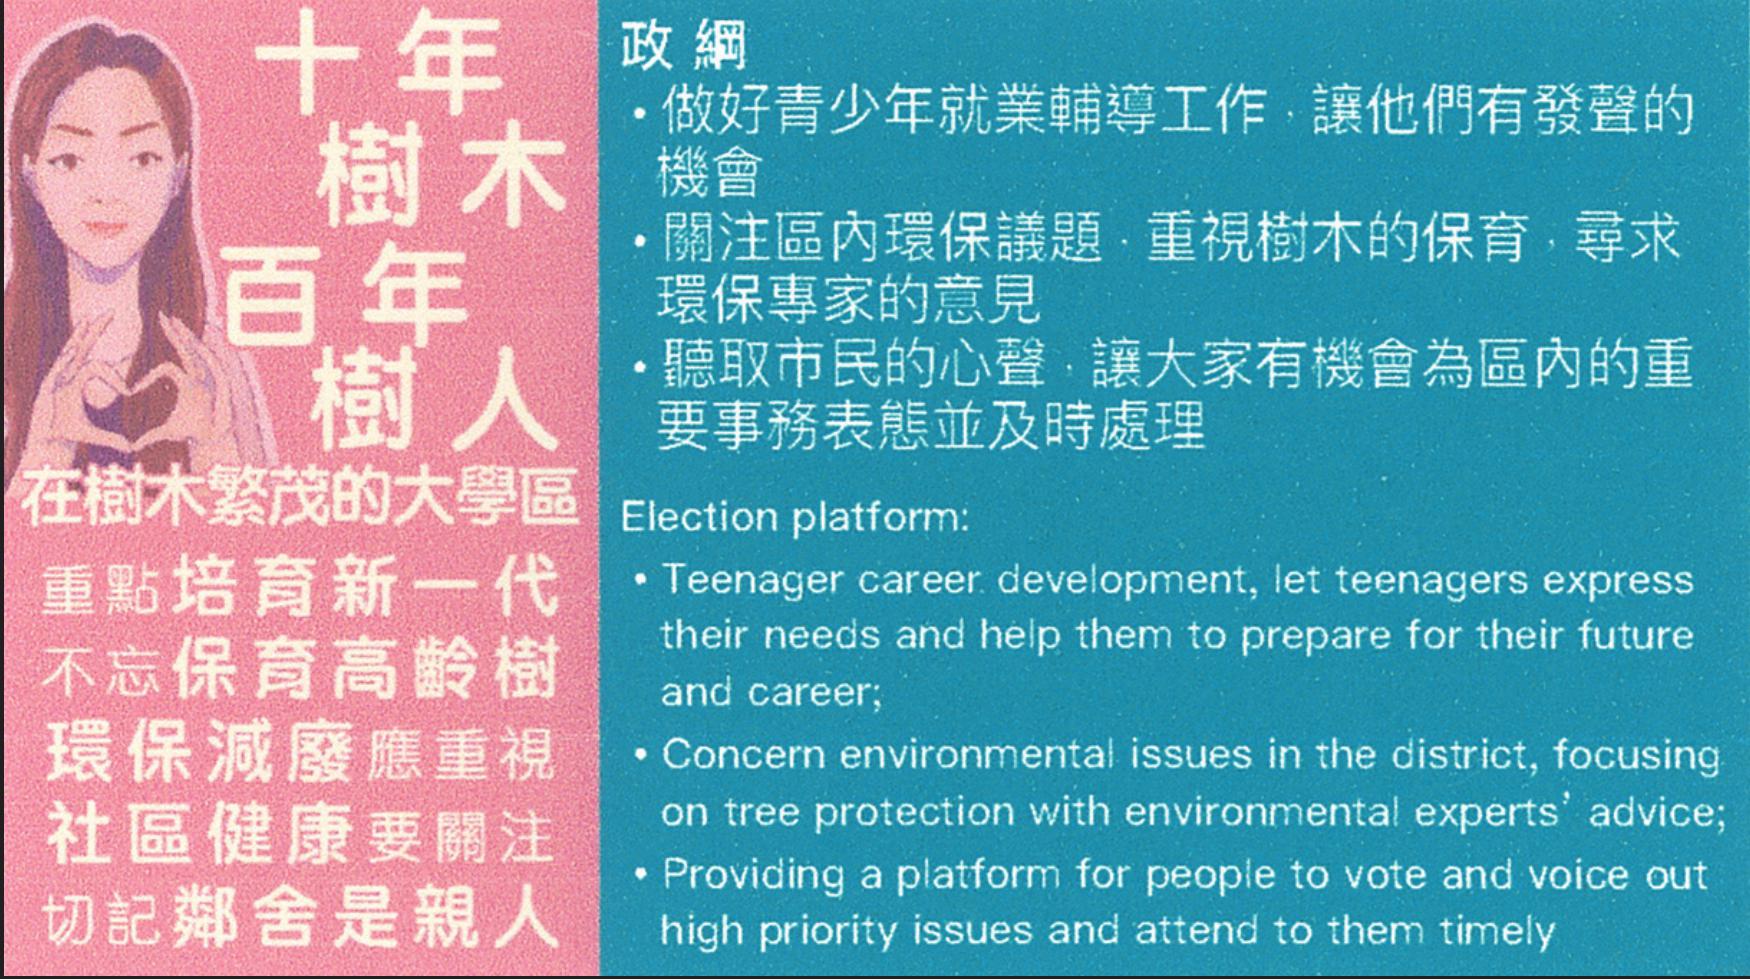 十年
樹木
百年
樹人
在樹木繁茂的大學區
重點培育新一代
不忘保育高齡樹
環保減廢應重視
社區健康要關注
切記鄰舍是親人
政綱
• 做好青少年就業輔導工作，讓他們有發聲的
機會
• 關注區內環保議題，重視樹木的保育，尋求
環保專家的意見
• 聽取市民的心聲，讓大家有機會為區內的重
要事務表態並及時處理
Election platform:
• Teenager career development, let teenagers express
their needs and help them to prepare for their future
and career;
• Concern environmental issues in the district, focusing
on tree protection with environmental experts' advice;
• Providing a platform for people to vote and voice out
high priority issues and attend to them timely